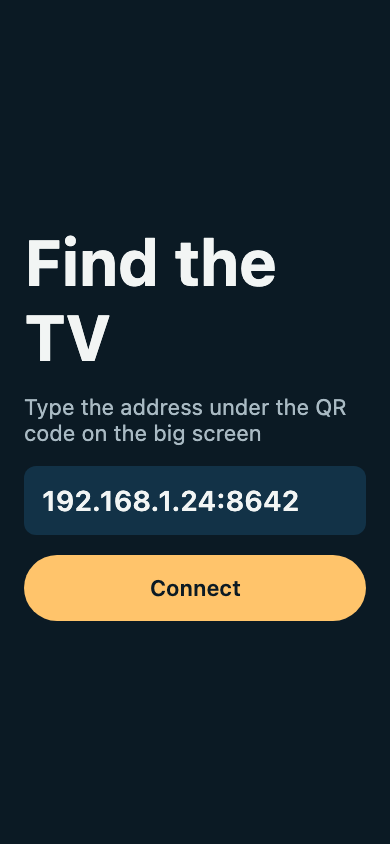 Find the
TV
Type the address under the QR
code on the big screen
192.168.1.24:8642
Connect